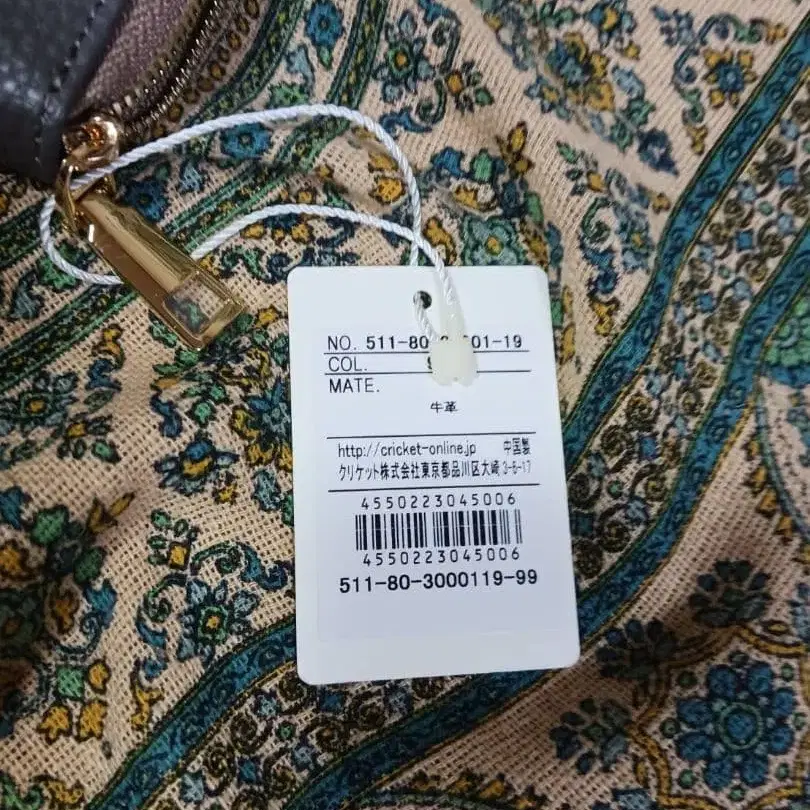 NO. 511-80 01-19
COL. 9
MATE.
牛革
http://cricket-online.jp 中国製
クリケット株式会社東京都品川区大崎3-6-17
4550223045006
4550223045006
511-80-3000119-99